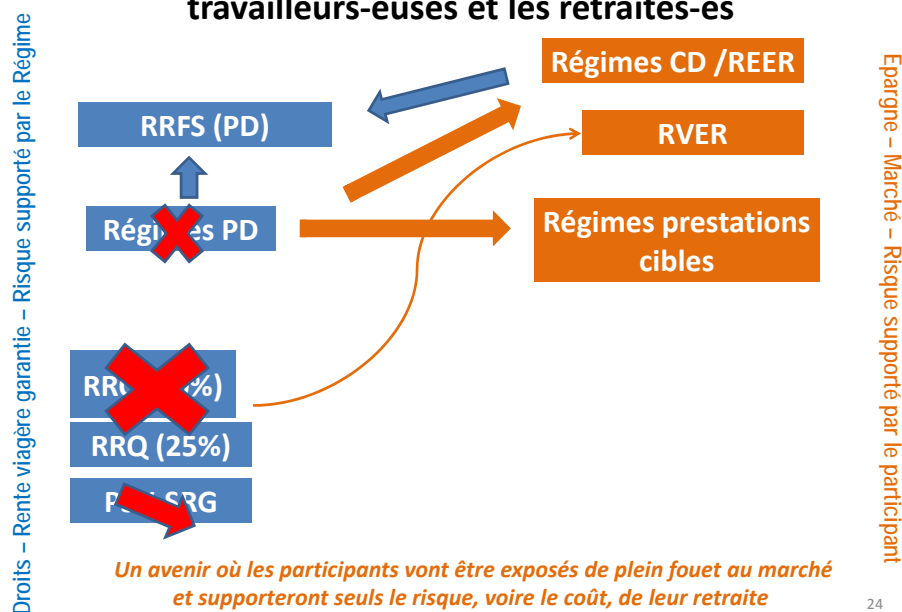 travailleurs-euses et les retraités-es
Droits – Rente viagère garantie – Risque supporté par le Régime
Régimes CD /REER
RRFS (PD)
RVER
Régimes PD
Régimes prestations
cibles
RRQ (25%)
SRG
Un avenir où les participants vont être exposés de plein fouet au marché
et supporteront seuls le risque, voire le coût, de leur retraite
Epargne – Marché – Risque supporté par le participant
24